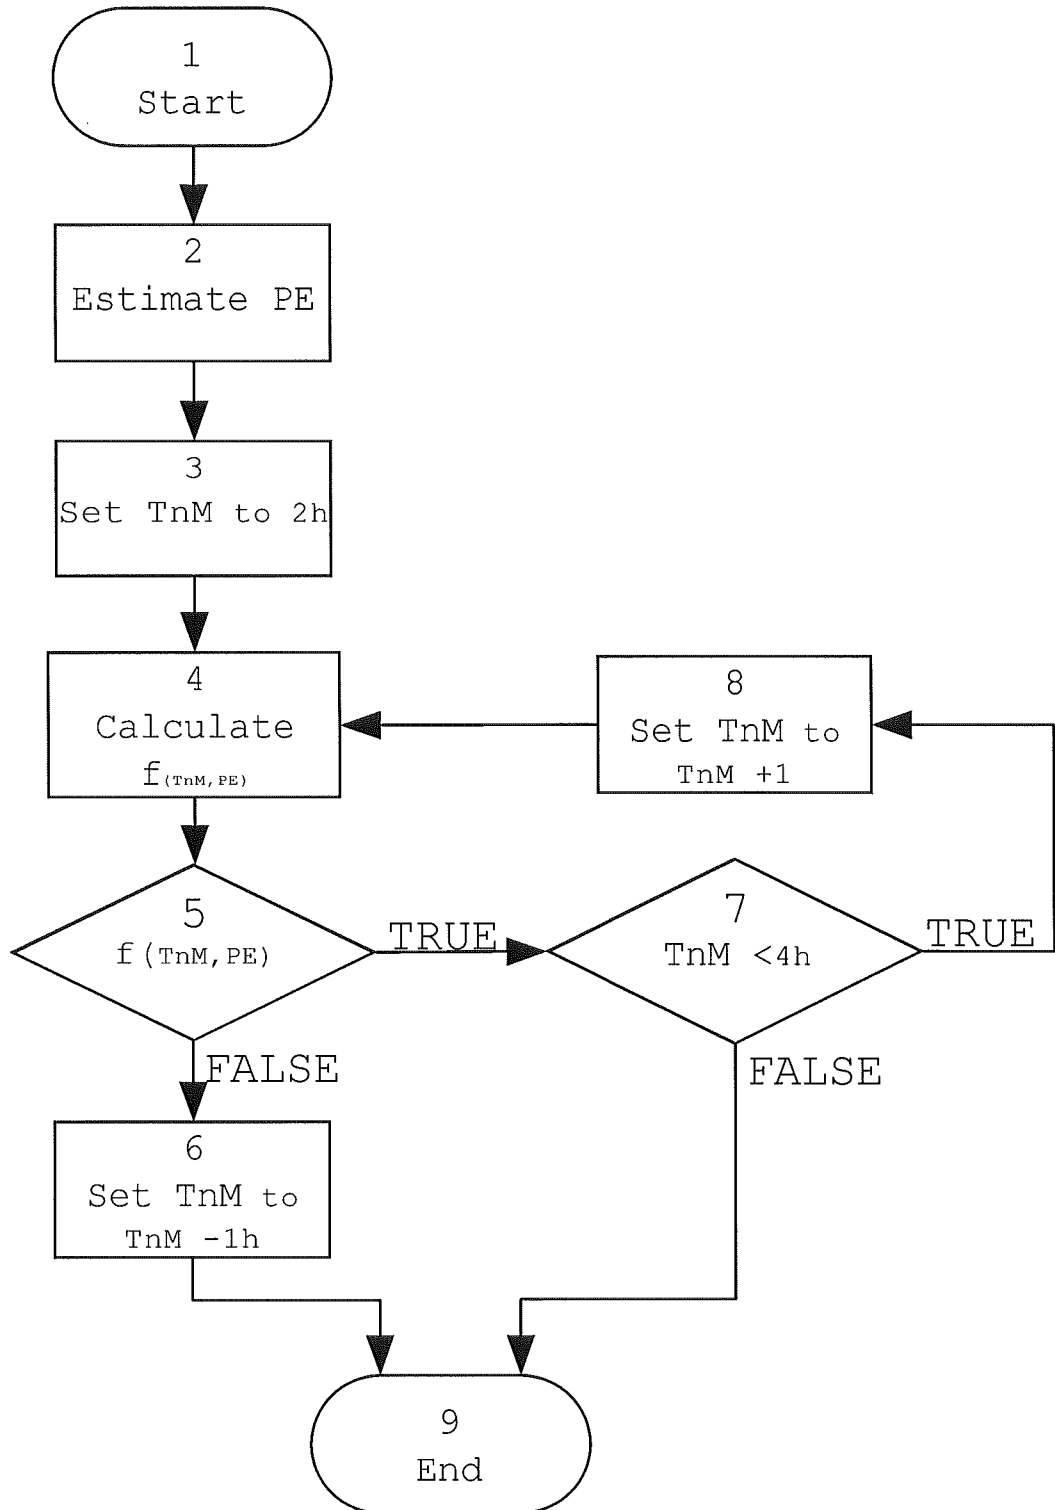 1
Start
2
Estimate PE
3
Set TnM to 2h
4
Calculate
f(TnM,PE)
8
Set TnM to
TnM +1
5
f(TnM,PE)
TRUE
7
TnM <4h
TRUE
FALSE
FALSE
6
Set TnM to
TnM -1h
9
End